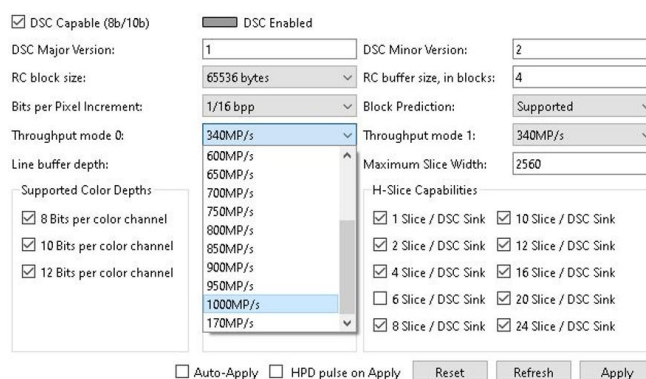 DSC Capable (8b/10b) DSC Enabled
DSC Major Version: 1 DSC Minor Version: 2
RC block size: 65536 bytes RC buffer size, in blocks: 4
Bits per Pixel Increment: 1/16 bpp Block Prediction: Supported
Throughput mode 0: 340MP/s Throughput mode 1: 340MP/s
Line buffer depth: Maximum Slice Width: 2560
600MP/s
650MP/s
700MP/s
750MP/s
800MP/s
850MP/s
900MP/s
950MP/s
1000MP/s
170MP/s
Supported Color Depths
8 Bits per color channel
10 Bits per color channel
12 Bits per color channel
H-Slice Capabilities
1 Slice / DSC Sink 10 Slice / DSC Sink
2 Slice / DSC Sink 12 Slice / DSC Sink
4 Slice / DSC Sink 16 Slice / DSC Sink
6 Slice / DSC Sink 20 Slice / DSC Sink
8 Slice / DSC Sink 24 Slice / DSC Sink
Auto-Apply HPD pulse on Apply Reset Refresh Apply